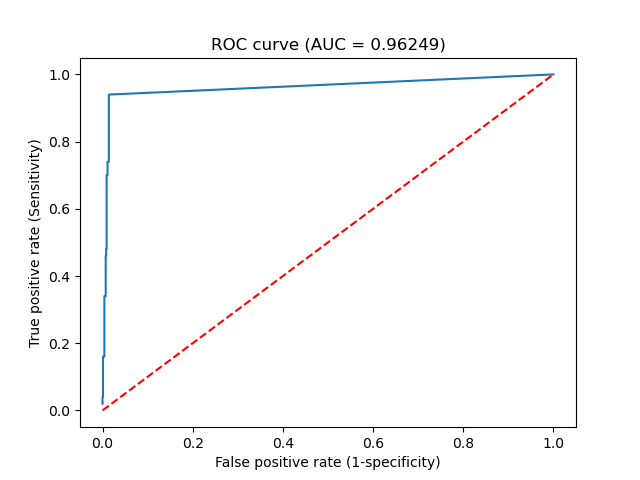 ROC curve (AUC = 0.96249)
True positive rate (Sensitivity)
1.0
0.8
0.6
0.4
0.2
0.0
0.0 0.2 0.4 0.6 0.8 1.0
False positive rate (1-specificity)